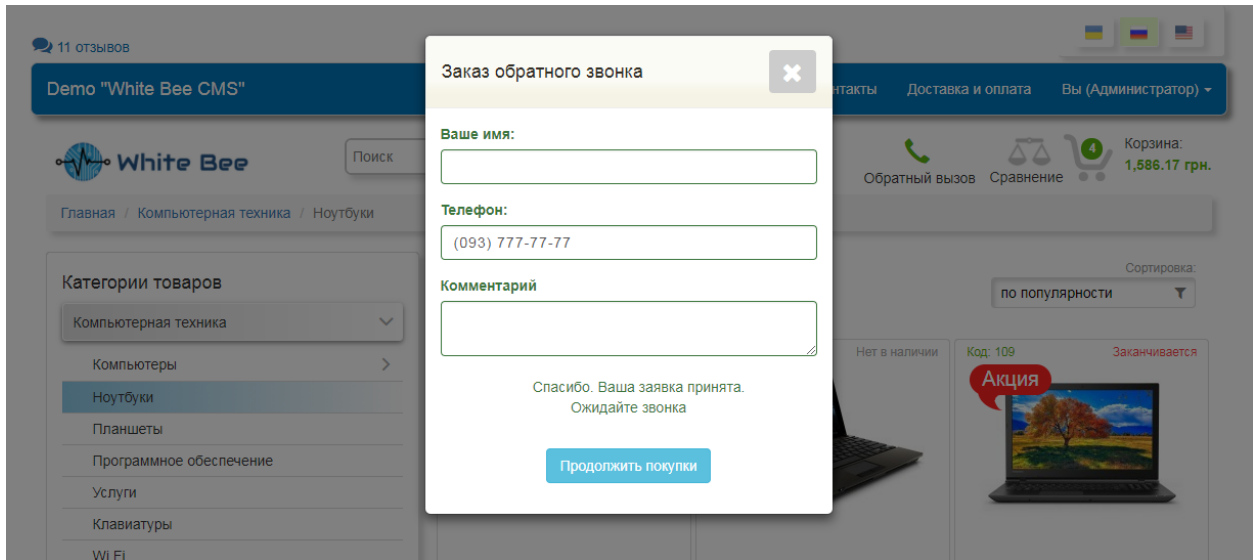 11 отзывов
Demo "White Bee CMS"
нтакты
Доставка и оплата
Вы (Администратор)
White Bee
Поиск
Обратный вызов
Сравнение
4
Корзина:
1,586.17 грн.
Главная / Компьютерная техника / Ноутбуки
Заказ обратного звонка
Ваше имя:
Телефон:
(093) 777-77-77
Комментарий
Спасибо. Ваша заявка принята.
Ожидайте звонка
Продолжить покупки
Категории товаров
Компьютерная техника
Компьютеры
Ноутбуки
Планшеты
Программное обеспечение
Услуги
Клавиатуры
Wi Fi
Сортировка:
по популярности
Нет в наличии
Код: 109
Заканчивается
Акция